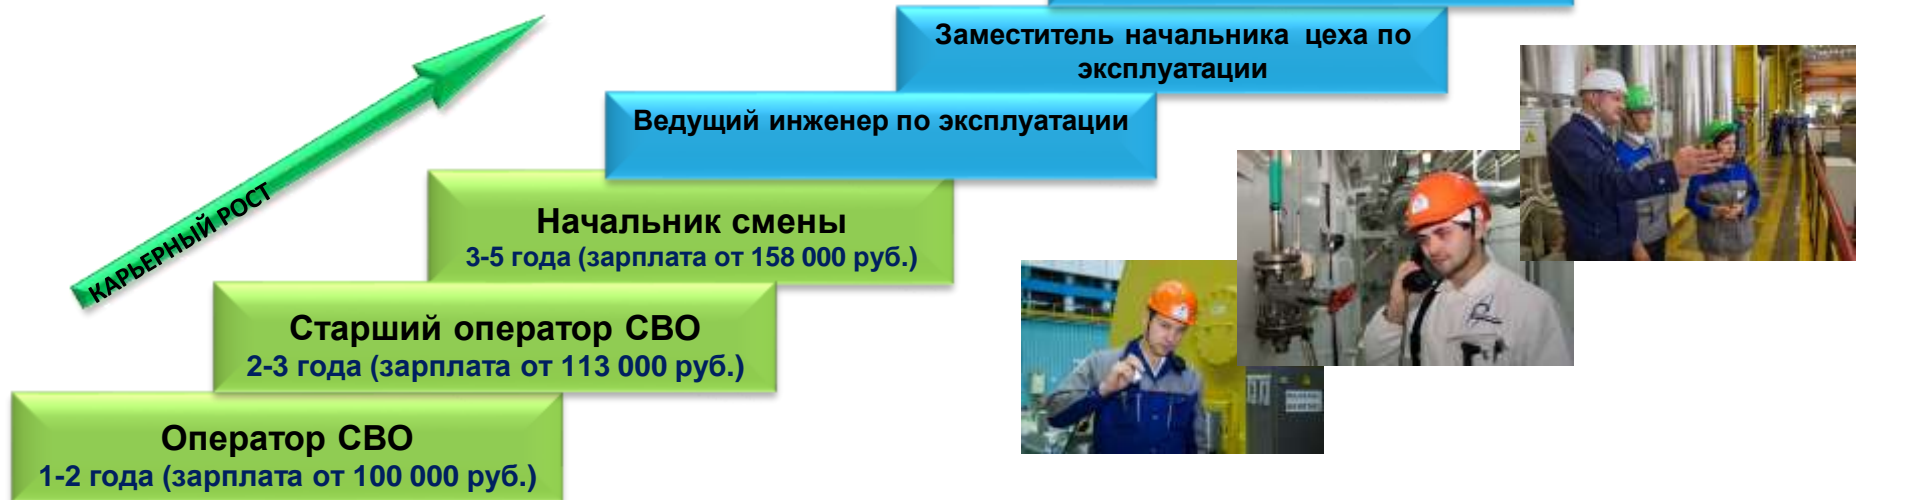 Заместитель начальника цеха по
эксплуатации
Ведущий инженер по эксплуатации
КАРЬЕРНЫЙ РОСТ
Начальник смены
3-5 года (зарплата от 158 000 руб.)
Старший оператор СВО
2-3 года (зарплата от 113 000 руб.)
Оператор СВО
1-2 года (зарплата от 100 000 руб.)